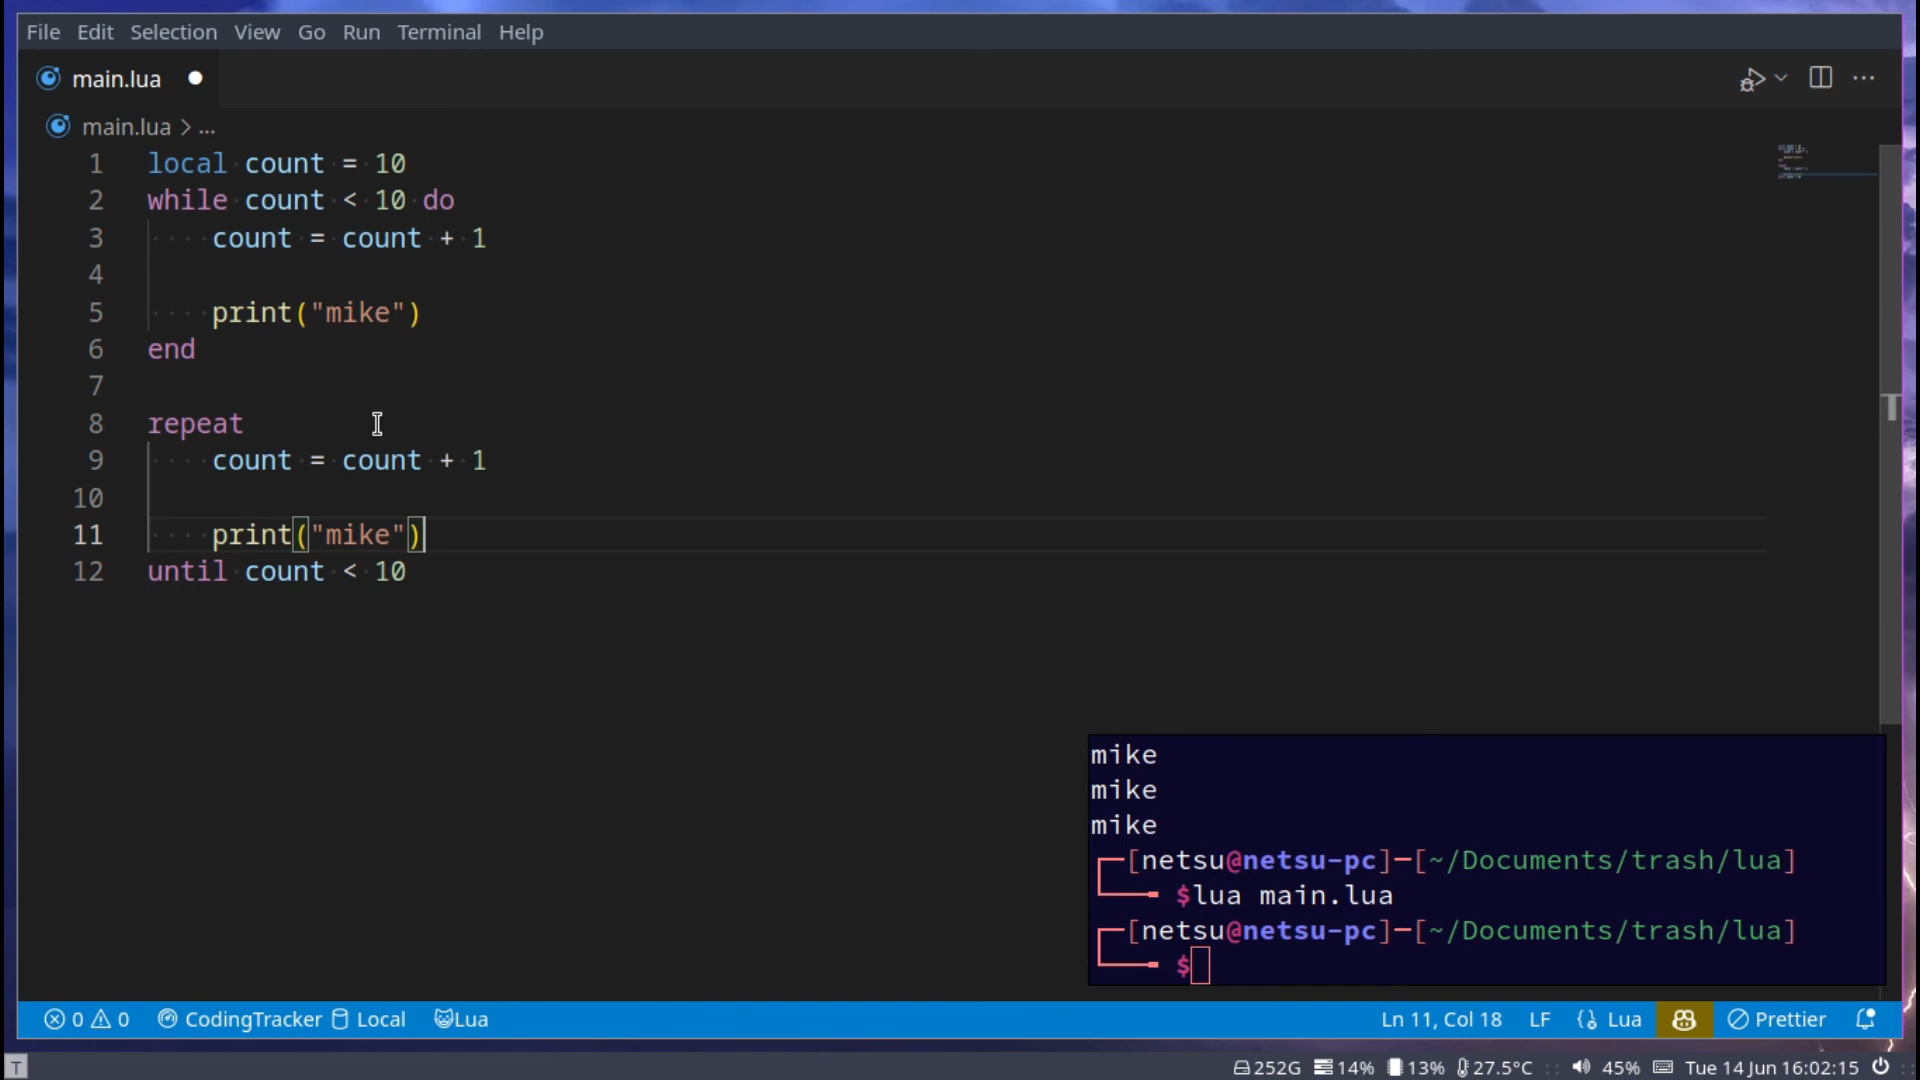 File Edit Selection View Go Run Terminal Help
main.lua
main.lua > ...
1 local count = 10
2 while count < 10 do
3 count = count + 1
4
5 print("mike")
6 end
7
8 repeat
9 count = count + 1
10
11 print("mike")
12 until count < 10
mike
mike
mike
[netsu@netsu-pc]-[~/Documents/trash/lua]
$lua main.lua
[netsu@netsu-pc]-[~/Documents/trash/lua]
$
0 0 CodingTracker Local Lua Ln 11, Col 18 LF Lua Prettier
T 252G 14% 13% 27.5°C 45% Tue 14 Jun 16:02:15